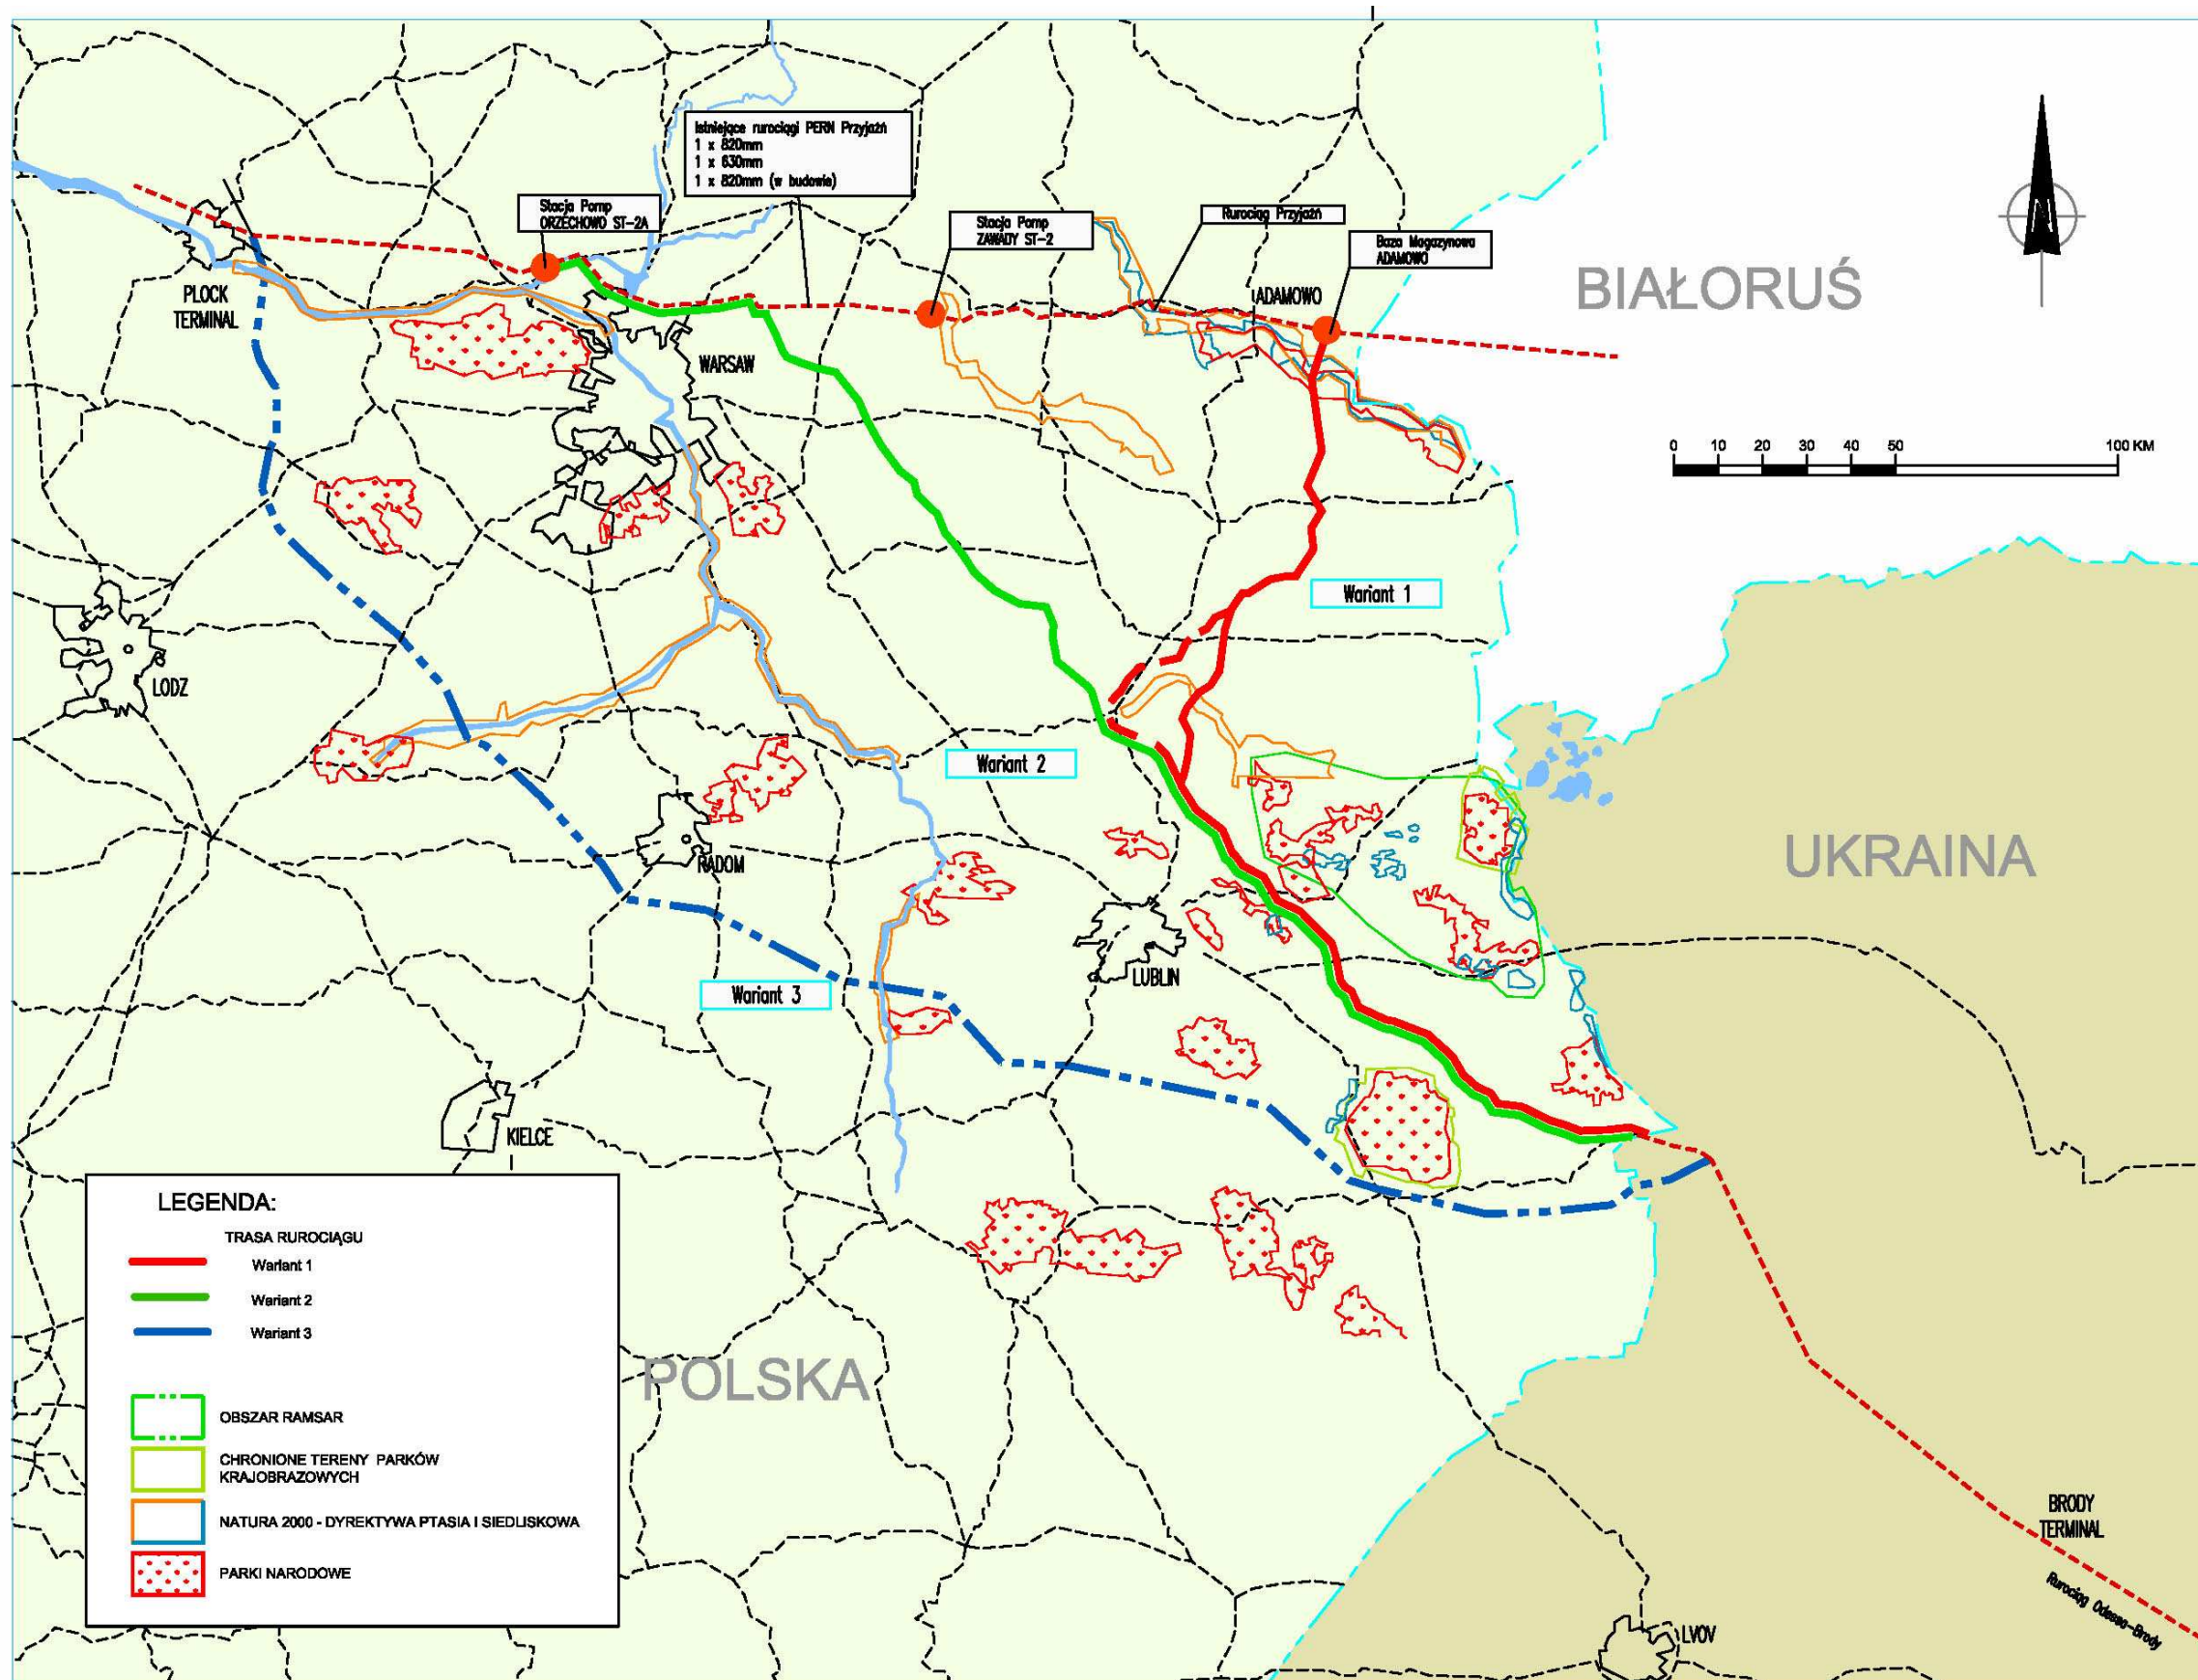 Istniejące rurociągi PERN Przyjaźń
1 x 820mm
1 x 630mm
1 x 820mm (w budowie)
Stacja Pomp
ORZECHOWO ST-2A
Stacja Pomp
ZAWADY ST-2
Rurociąg Przyjaźń
Baza Magazynowa
ADAMOWO
N
BIAŁORUŚ
PLOCK
TERMINAL
ADAMOWO
WARSAW
0 10 20 30 40 50 100 KM
Wariant 1
LODZ
Wariant 2
UKRAINA
RADOM
LUBLIN
Wariant 3
KIELCE
LEGENDA:
TRASA RUROCIĄGU
Wariant 1
Wariant 2
Wariant 3
OBSZAR RAMSAR
CHRONIONE TERENY PARKÓW
KRAJOBRAZOWYCH
NATURA 2000 - DYREKTYWA PTASIA I SIEDLISKOWA
PARKI NARODOWE
POLSKA
BRODY
TERMINAL
Rurociąg Odessa-Brody
LVOV